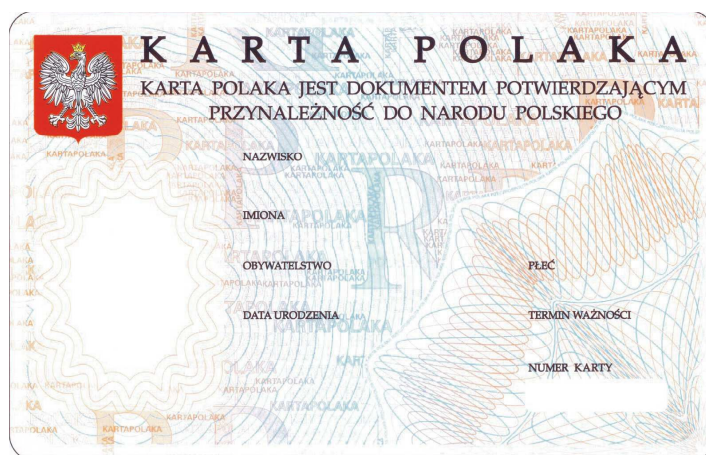 KARTA POLAKA
KARTA POLAKA JEST DOKUMENTEM POTWIERDZAJĄCYM
PRZYNALEŻNOŚĆ DO NARODU POLSKIEGO
NAZWISKO
IMIONA
OBYWATELSTWO
PŁEĆ
DATA URODZENIA
TERMIN WAŻNOŚCI
NUMER KARTY